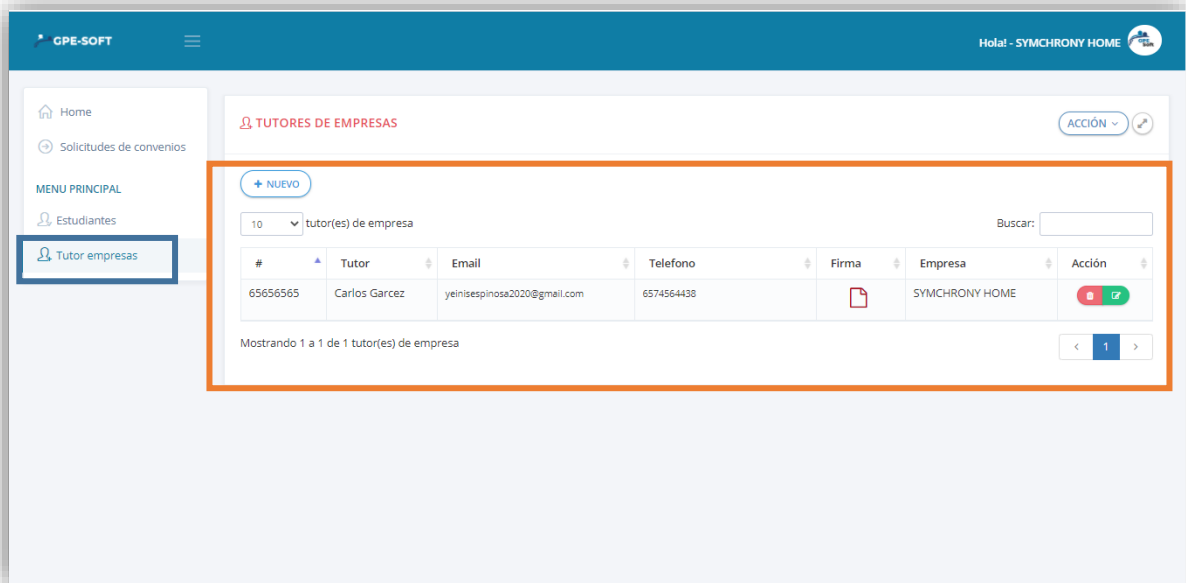 GPE-SOFT
Hola! - SYMCHRONY HOME
Home
Solicitudes de convenios
MENU PRINCIPAL
Estudiantes
Tutor empresas
TUTORES DE EMPRESAS
ACCIÓN
+ NUEVO
10 tutor(es) de empresa
Buscar:
# Tutor Email Telefono Firma Empresa Acción
65656565 Carlos Garcez yeinisespinosa2020@gmail.com 6574564438 SYMCHRONY HOME
Mostrando 1 a 1 de 1 tutor(es) de empresa
< 1 >